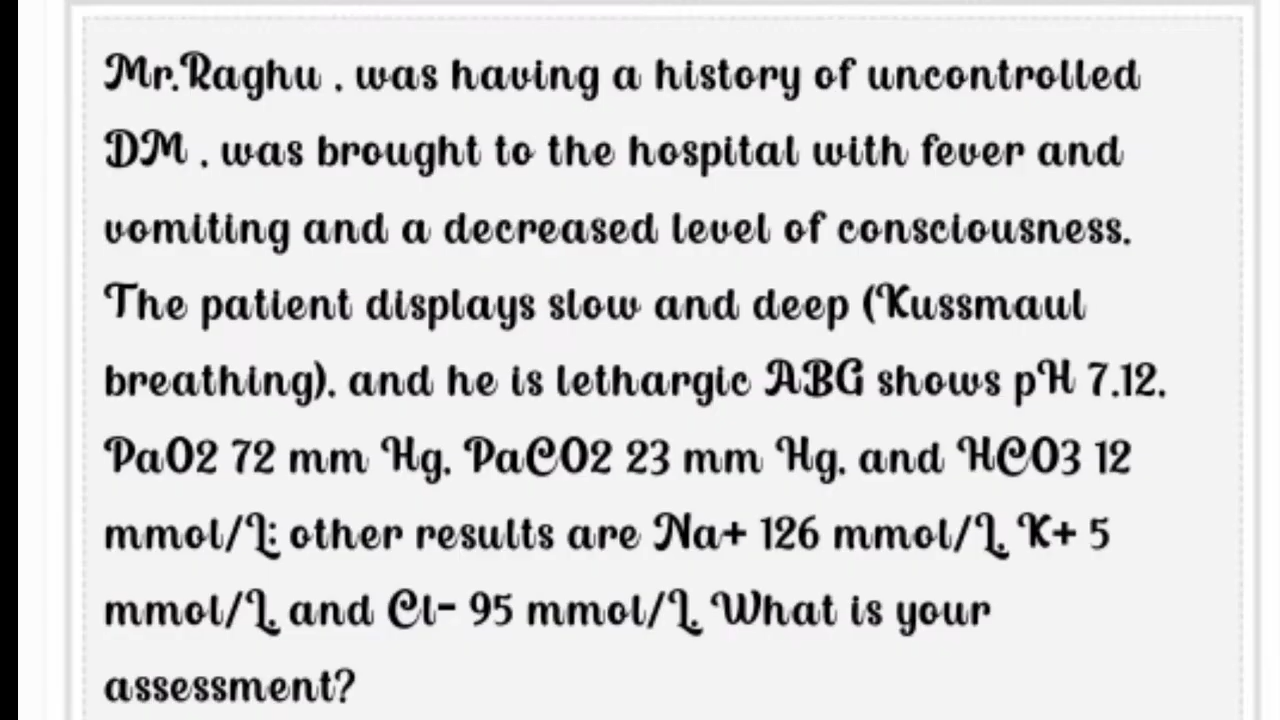 Mr.Raghu , was having a history of uncontrolled
DM , was brought to the hospital with fever and
vomiting and a decreased level of consciousness.
The patient displays slow and deep (Kussmaul
breathing), and he is lethargic ABG shows pH 7.12,
PaO2 72 mm Hg, PaCO2 23 mm Hg, and HCO3 12
mmol/L; other results are Na+ 126 mmol/L, K+ 5
mmol/L, and Cl- 95 mmol/L. What is your
assessment?